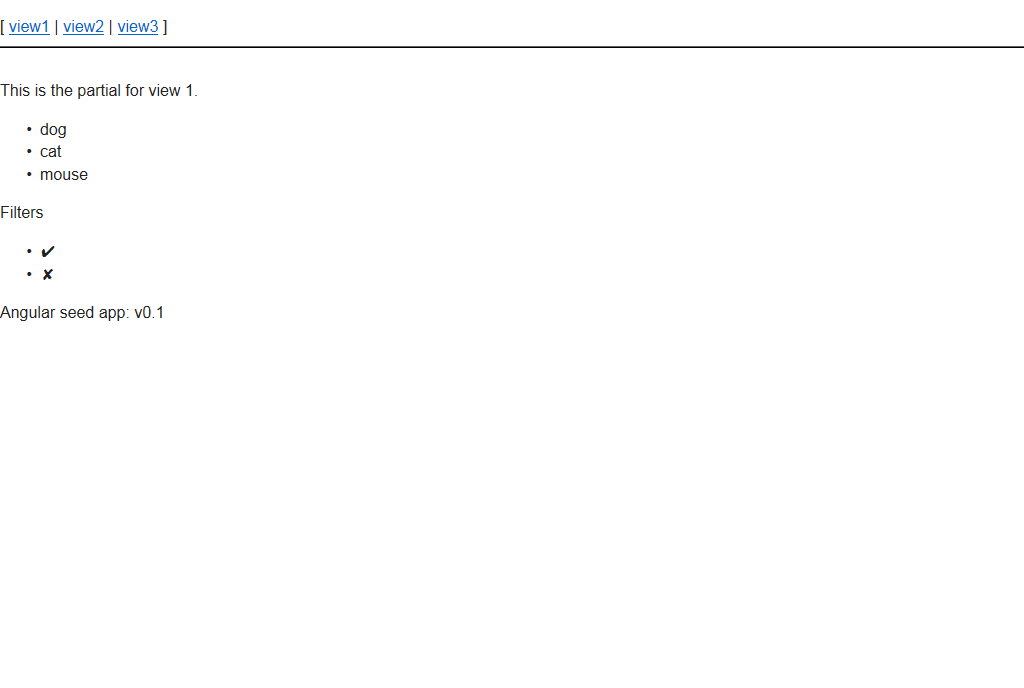 [ view1 | view2 | view3 ]
This is the partial for view 1.
• dog
• cat
• mouse
Filters
• ✔
• ✘
Angular seed app: v0.1